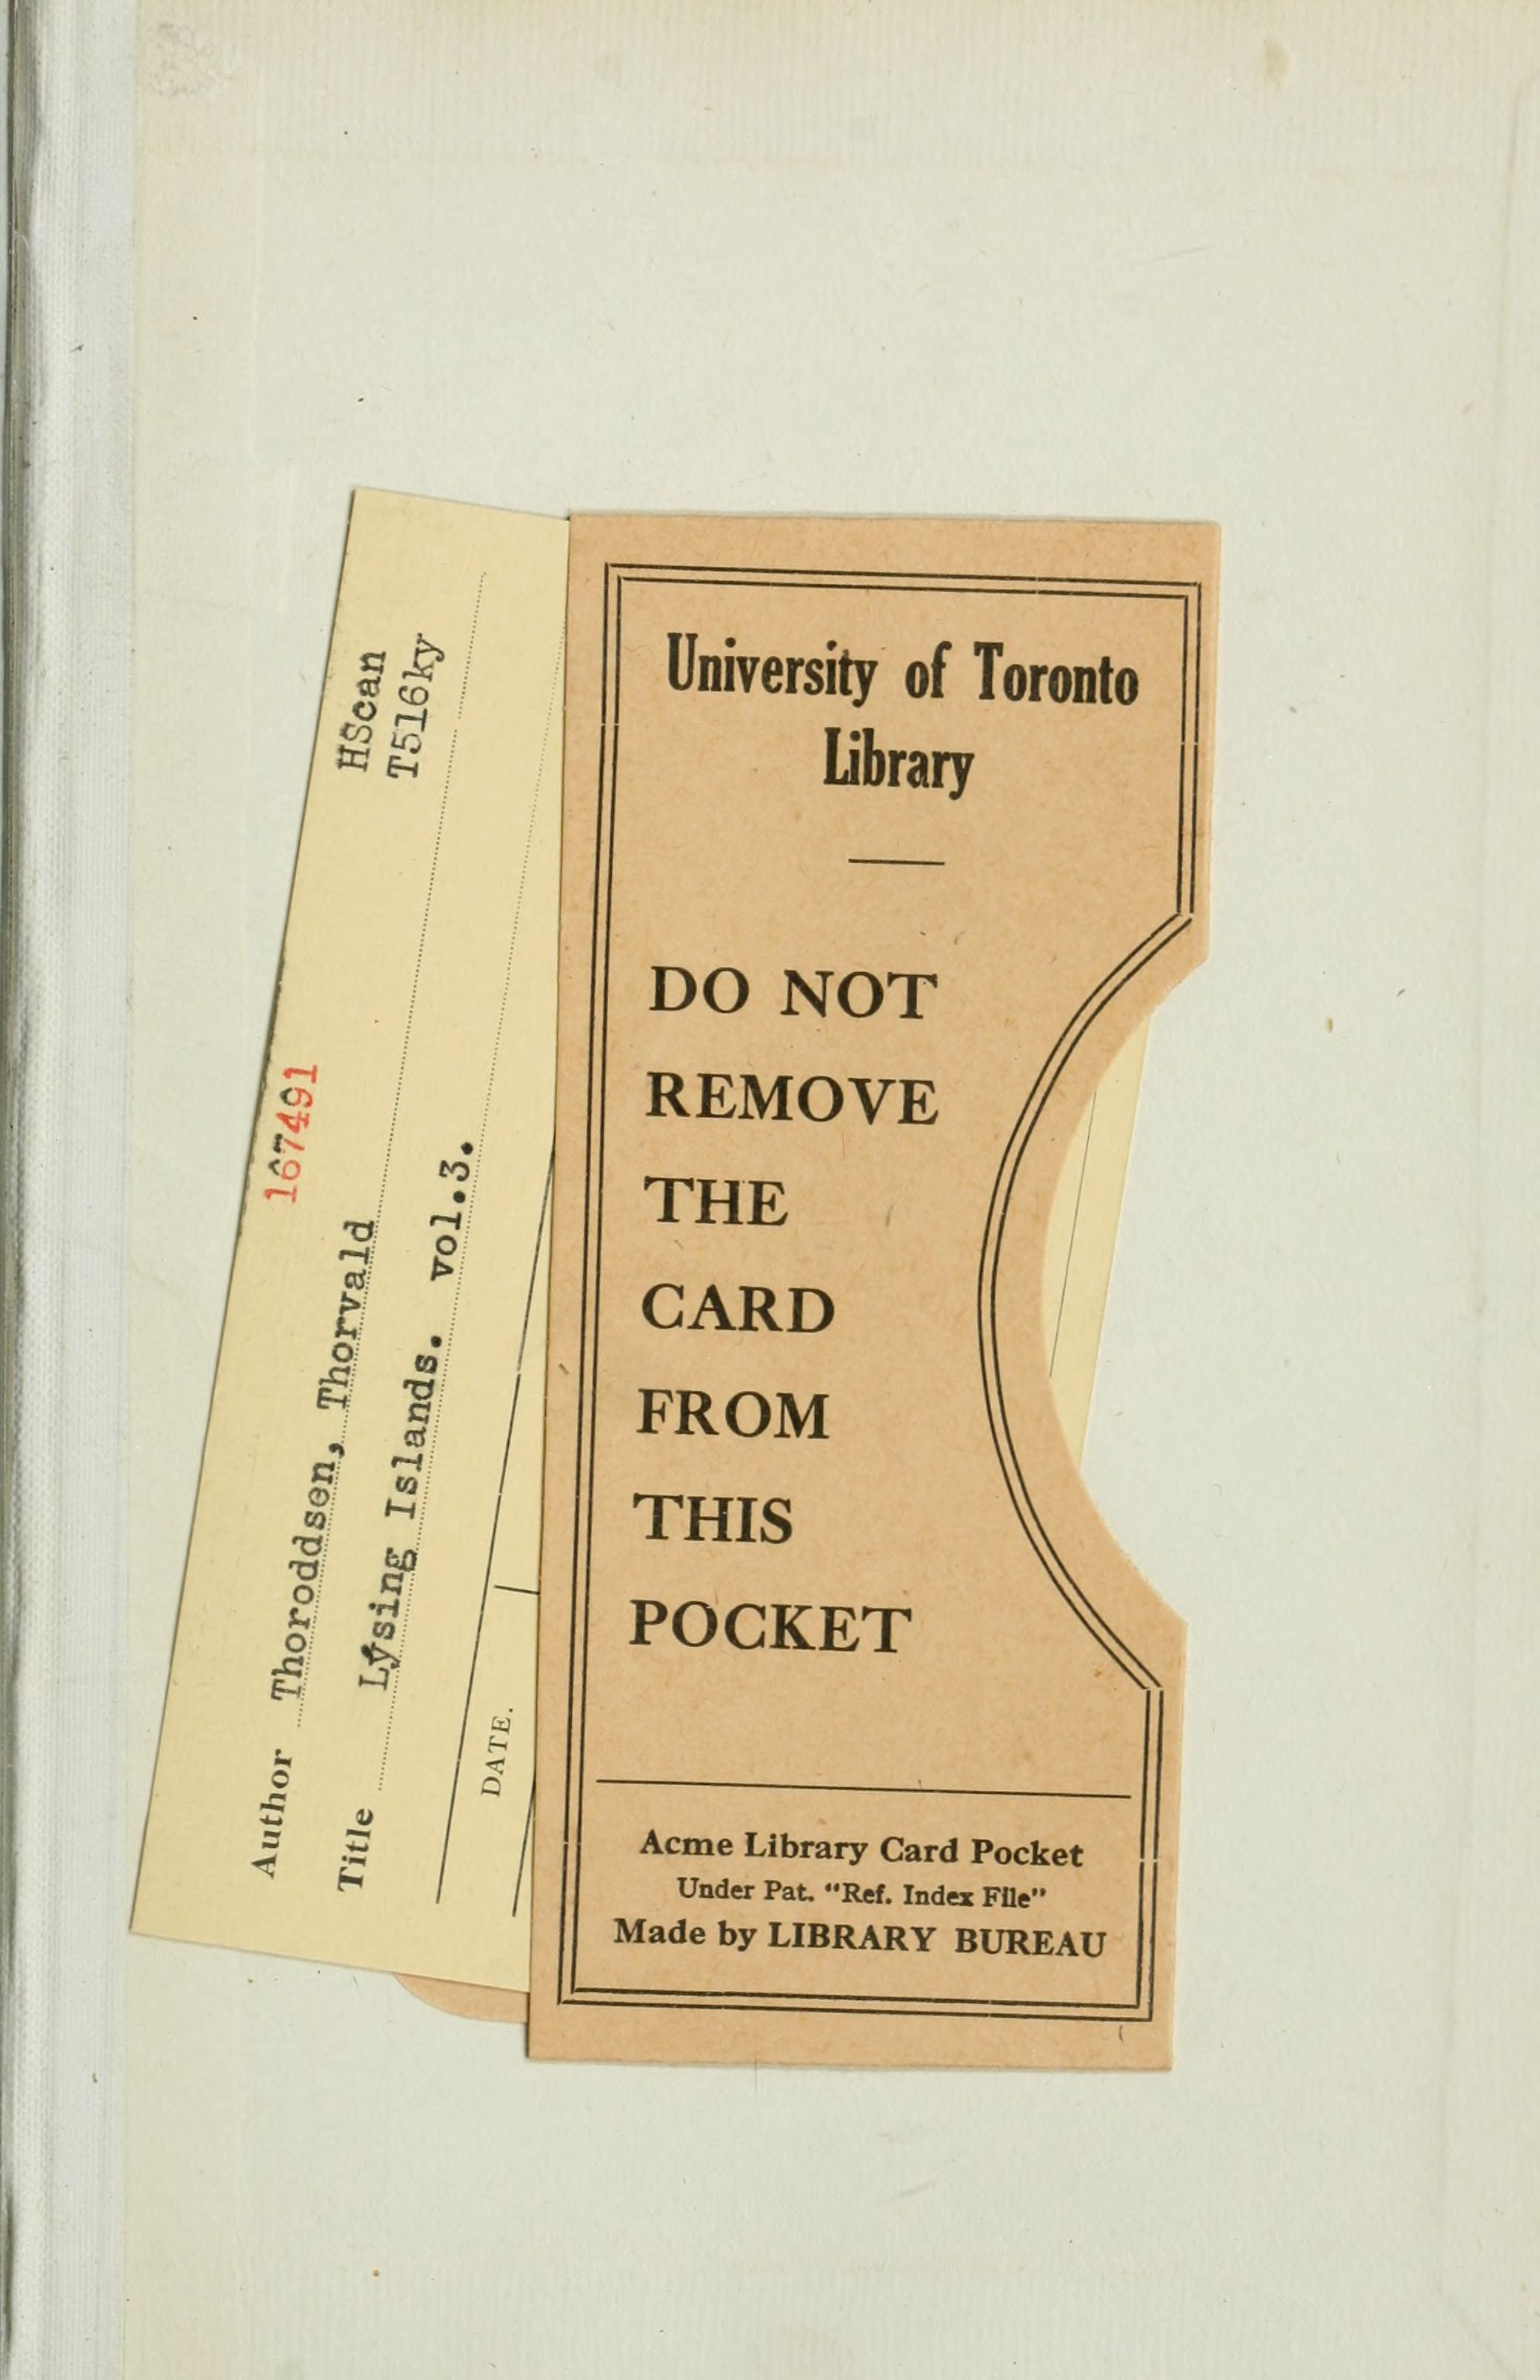 167491
HScan
T516ky
Author Thoroddsen, Thorvald
Title Lýsing Islands. vol.3.
DATE.
University of Toronto
Library
DO NOT
REMOVE
THE
CARD
FROM
THIS
POCKET
Acme Library Card Pocket
Under Pat. "Ref. Index File"
Made by LIBRARY BUREAU